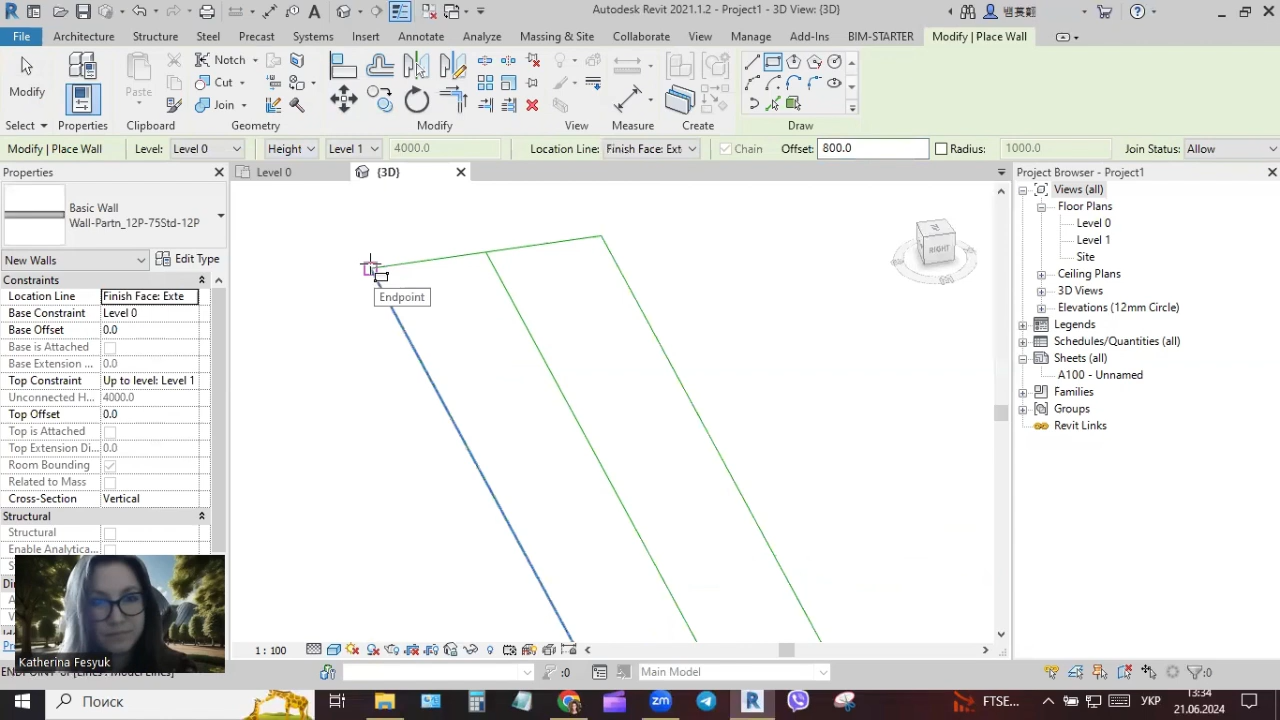 Autodesk Revit 2021.1.2 - Project1 - 3D View: {3D}
File
Architecture
Structure
Steel
Precast
Systems
Insert
Annotate
Analyze
Massing & Site
Collaborate
View
Manage
Add-Ins
BIM-STARTER
Modify | Place Wall
Modify
Paste
Notch
Cut
Join
Select
Properties
Clipboard
Geometry
Modify
View
Measure
Create
Draw
Modify | Place Wall
Level:
Level 0
Height
Level 1
4000.0
Location Line:
Finish Face: Ext
Chain
Offset:
800.0
Radius:
1000.0
Join Status:
Allow
Properties
Level 0
{3D}
Project Browser - Project1
Basic Wall
Wall-Partn_12P-75Std-12P
New Walls
Edit Type
Constraints
Location Line
Finish Face: Exte
Base Constraint
Level 0
Base Offset
0.0
Base is Attached
Base Extension ...
0.0
Top Constraint
Up to level: Level 1
Unconnected H...
4000.0
Top Offset
0.0
Top is Attached
Top Extension Di...
0.0
Room Bounding
Related to Mass
Cross-Section
Vertical
Structural
Structural
Enable Analytica...
Endpoint
RIGHT
Views (all)
Floor Plans
Level 0
Level 1
Site
Ceiling Plans
3D Views
Elevations (12mm Circle)
Legends
Schedules/Quantities (all)
Sheets (all)
A100 - Unnamed
Families
Groups
Revit Links
Katherina Fesyuk
1 : 100
:0
Main Model
:0
Поиск
FTSE...
УКР
13:34
21.06.2024